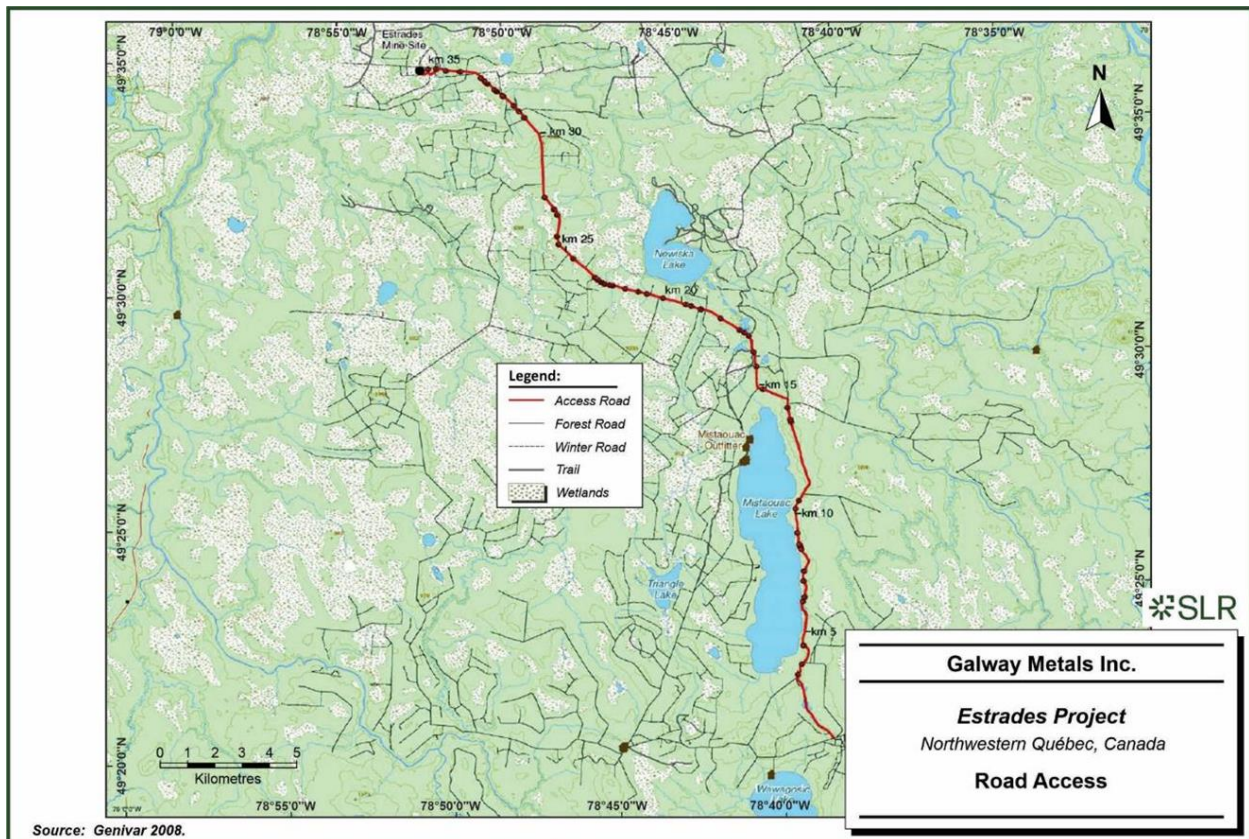 79°0'0"W
78°55'0"W
78°50'0"W
78°45'0"W
78°40'0"W
78°35'0"W
Estrades
Mine Site
km 35
49°35'0"N
49°35'0"N
N
km 30
km 25
Newiska
Lake
km 20
49°30'0"N
49°30'0"N
Legend:
Access Road
Forest Road
Winter Road
Trail
Wetlands
km 15
Mistaouac
Outfitter
Mistaouac
Lake
km 10
49°25'0"N
49°25'0"N
Triangle
Lake
km 5
SLR
Galway Metals Inc.
Estrades Project
Northwestern Québec, Canada
Road Access
0 1 2 3 4 5
Kilometres
49°20'0"N
78°55'0"W
78°50'0"W
78°45'0"W
78°40'0"W
Source: Genivar 2008.